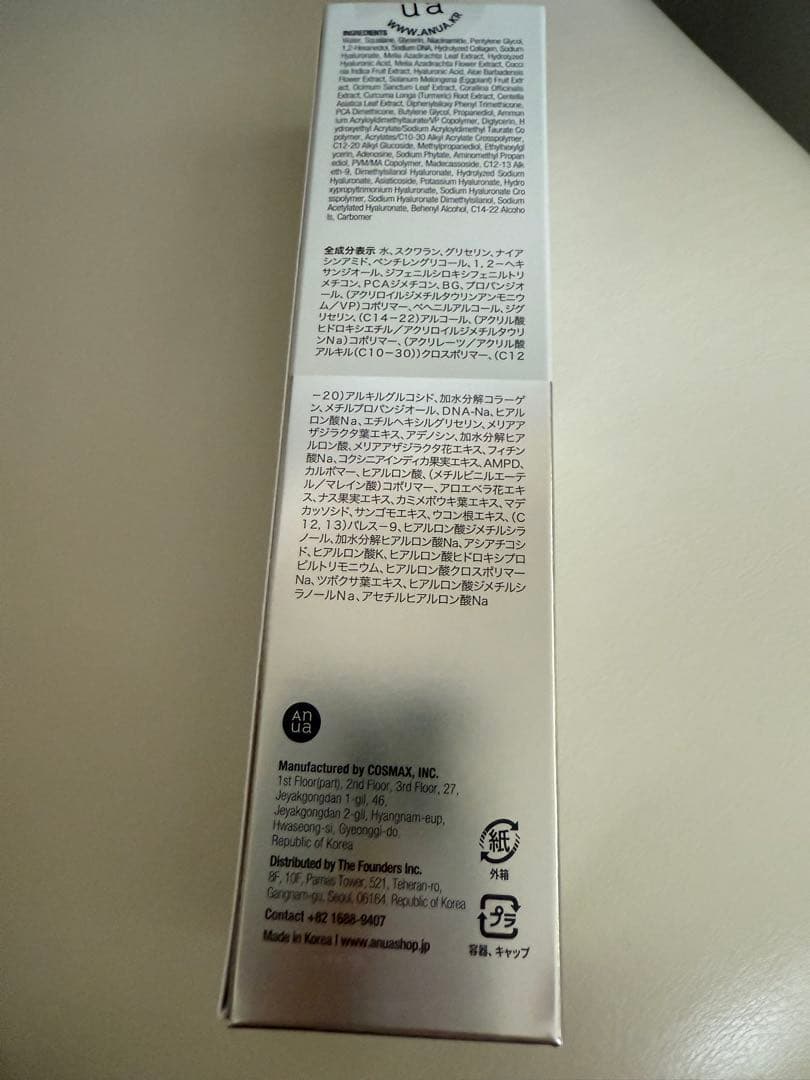 ua
WWW.ANUA.KR
INGREDIENTS
Water, Squalane, Glycerin, Niacinamide, Pentylene Glycol,
1,2-Hexanediol, Sodium DNA, Hydrolyzed Collagen, Sodium
Hyaluronate, Melia Azadirachta Leaf Extract, Hydrolyzed
Hyaluronic Acid, Melia Azadirachta Flower Extract, Cocci
nia Indica Fruit Extract, Hyaluronic Acid, Aloe Barbadensis
Flower Extract, Solanum Melongena (Eggplant) Fruit Extr
act, Ocimum Sanctum Leaf Extract, Corallina Officinalis
Extract, Curcuma Longa (Turmeric) Root Extract, Centella
Asiatica Leaf Extract, Diphenylsiloxy Phenyl Trimethicone,
PCA Dimethicone, Butylene Glycol, Propanediol, Ammoni
um Acryloyldimethyltaurate/VP Copolymer, Diglycerin, H
ydroxyethyl Acrylate/Sodium Acryloyldimethyl Taurate Co
polymer, Acrylates/C10-30 Alkyl Acrylate Crosspolymer,
C12-20 Alkyl Glucoside, Methylpropanediol, Ethylhexylgl
ycerin, Adenosine, Sodium Phytate, Aminomethyl Propan
ediol, PVM/MA Copolymer, Madecassoside, C12-13 Alk
eth-9, Dimethylsilanol Hyaluronate, Hydrolyzed Sodium
Hyaluronate, Asiaticoside, Potassium Hyaluronate, Hydro
xypropyltrimonium Hyaluronate, Sodium Hyaluronate Cro
sspolymer, Sodium Hyaluronate Dimethylsilanol, Sodium
Acetylated Hyaluronate, Behenyl Alcohol, C14-22 Alcoho
ls, Carbomer
全成分表示 水、スクワラン、グリセリン、ナイア
シンアミド、ペンチレングリコール、1,2-ヘキ
サンジオール、ジフェニルシロキシフェニルトリ
メチコン、PCAジメチコン、BG、プロパンジオ
ール、(アクリロイルジメチルタウリンアンモニウ
ム/VP)コポリマー、ベヘニルアルコール、ジグ
リセリン、(C14-22)アルコール、(アクリル酸
ヒドロキシエチル/アクリロイルジメチルタウリ
ンNa)コポリマー、(アクリレーツ/アクリル酸
アルキル(C10-30))クロスポリマー、(C12
-20)アルキルグルコシド、加水分解コラーゲ
ン、メチルプロパンジオール、DNA-Na、ヒアル
ロン酸Na、エチルヘキシルグリセリン、メリアア
ザジラクタ葉エキス、アデノシン、加水分解ヒア
ルロン酸、メリアアザジラクタ花エキス、フィチン
酸Na、コクシニアインディカ果実エキス、AMPD、
カルボマー、ヒアルロン酸、(メチルビニルエーテ
ル/マレイン酸)コポリマー、アロエベラ花エキ
ス、ナス果実エキス、カミメボウキ葉エキス、マデ
カッソシド、サンゴモエキス、ウコン根エキス、(C
12,13)パレス-9、ヒアルロン酸ジメチルシラ
ノール、加水分解ヒアルロン酸Na、アシアチコシ
ド、ヒアルロン酸K、ヒアルロン酸ヒドロキシプロ
ピルトリモニウム、ヒアルロン酸クロスポリマー
Na、ツボクサ葉エキス、ヒアルロン酸ジメチルシ
ラノールNa、アセチルヒアルロン酸Na
An
ua
Manufactured by COSMAX, INC.
1st Floor(part), 2nd Floor, 3rd Floor, 27,
Jeyakgongdan 1-gil, 46,
Jeyakgongdan 2-gil, Hyangnam-eup,
Hwaseong-si, Gyeonggi-do,
Republic of Korea
Distributed by The Founders Inc.
8F, 10F, Parnas Tower, 521, Teheran-ro,
Gangnam-gu, Seoul, 06164, Republic of Korea
Contact +82 1688-9407
Made in Korea | www.anuashop.jp
紙
外箱
プラ
容器、キャップ